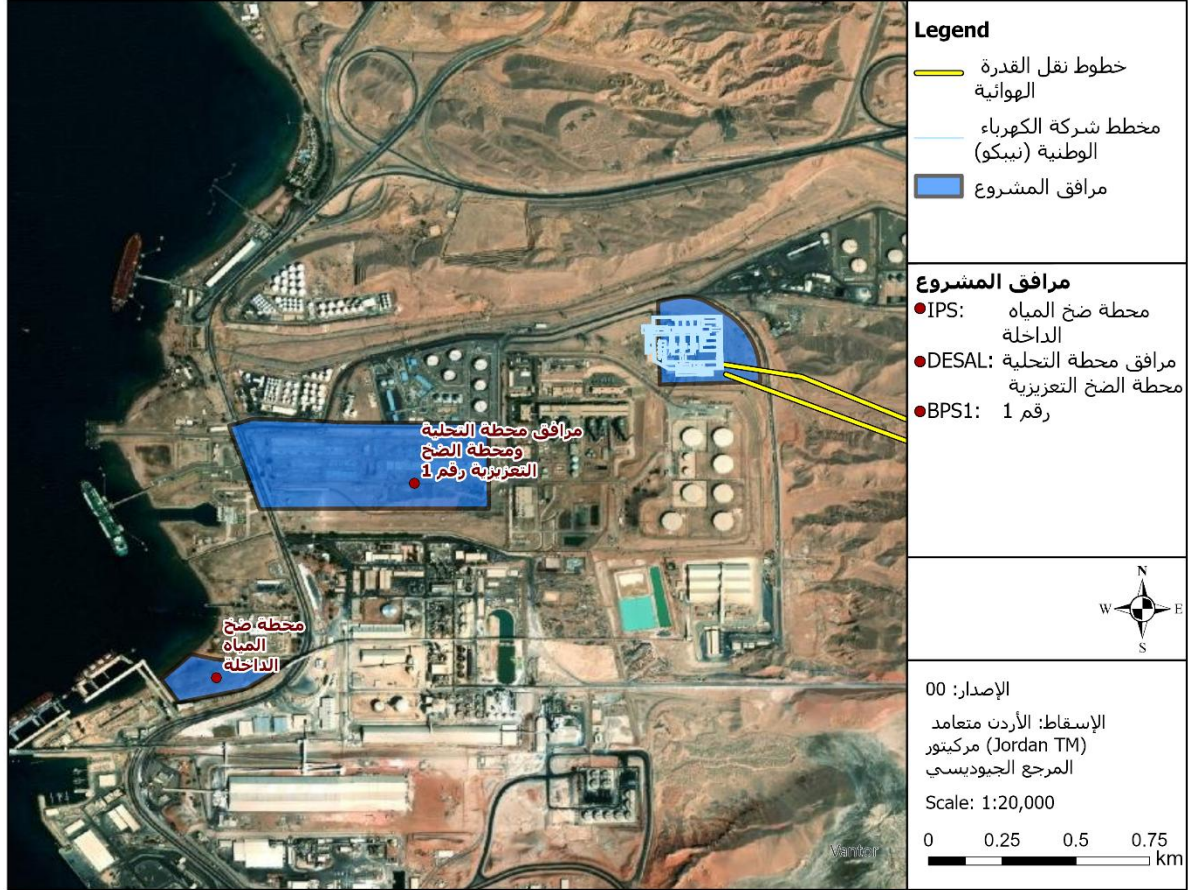 Legend
خطوط نقل القدرة
الهوائية
مخطط شركة الكهرباء
الوطنية (نيبكو)
مرافق المشروع
مرافق المشروع
IPS: محطة ضخ المياه
الداخلة
DESAL: مرافق محطة التحلية
محطة الضخ التعزيزية
BPS1: رقم 1
مرافق محطة التحلية
ومحطة الضخ
التعزيزية رقم 1
محطة ضخ
المياه
الداخلة
N
W E
S
الإصدار: 00
الإسقاط: الأردن متعامد
مركيتور (Jordan TM)
المرجع الجيوديسي
Scale: 1:20,000
0 0.25 0.5 0.75
km
Vantor